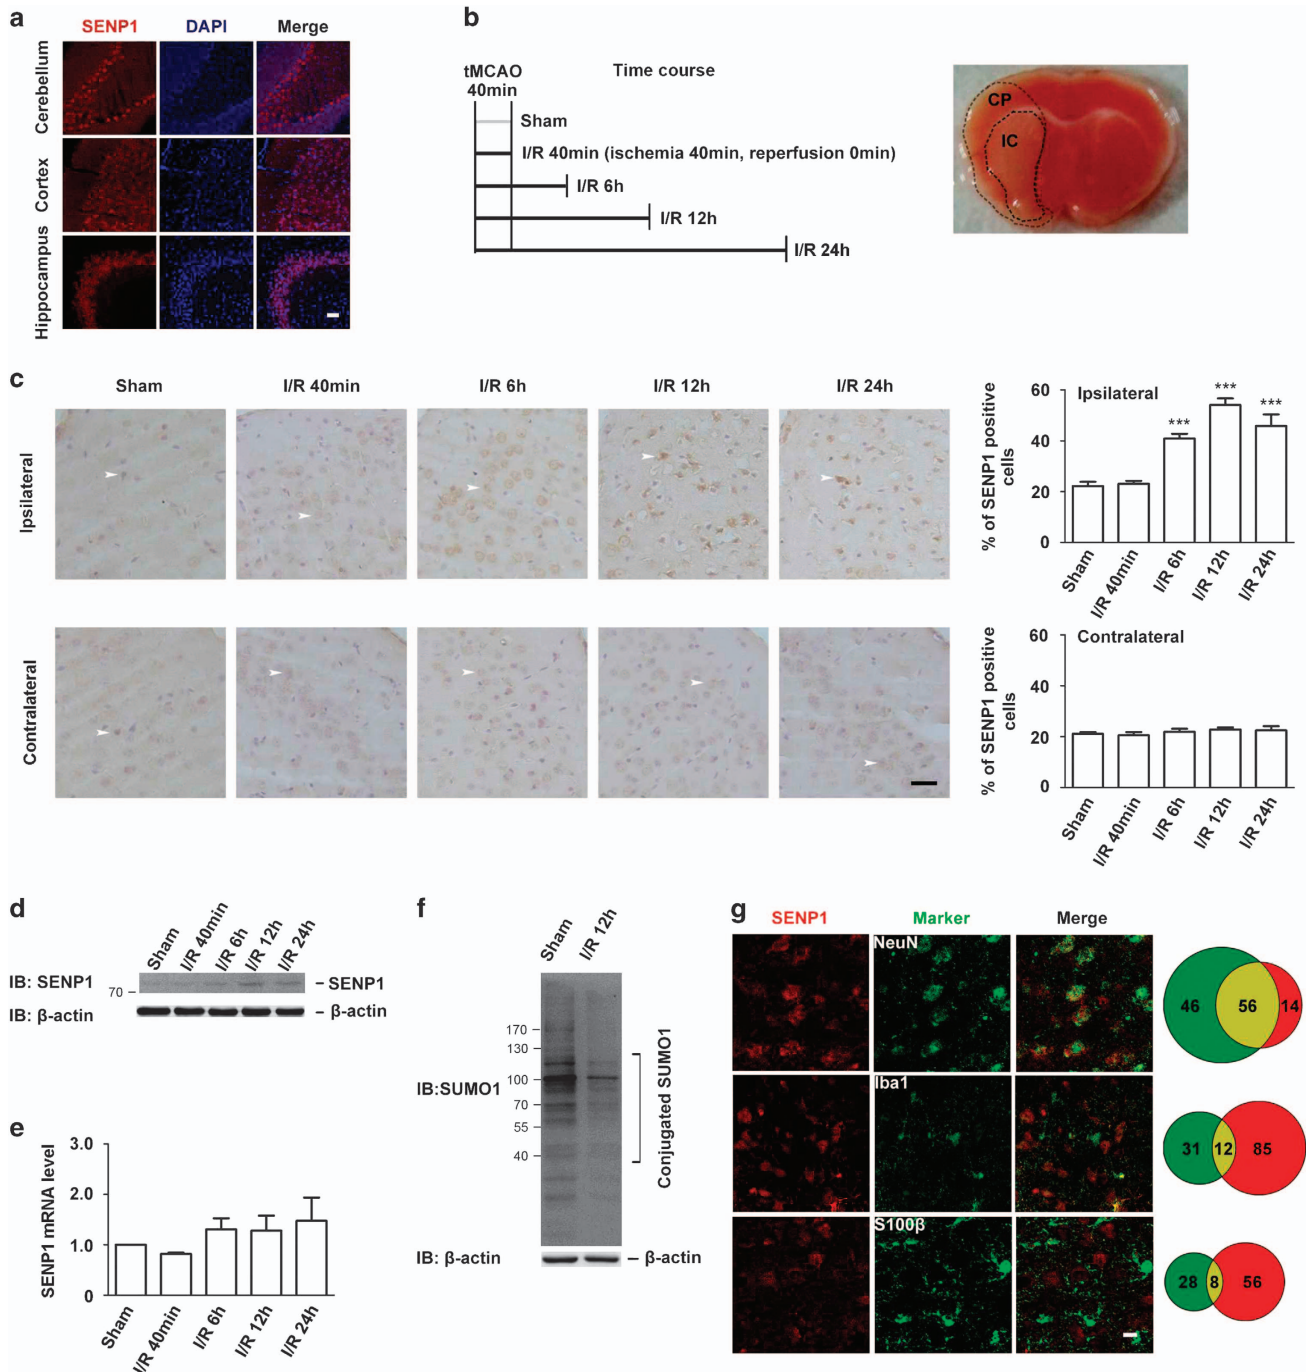 a
SENP1 DAPI Merge
Cerebellum
Cortex
Hippocampus
b
tMCAO
40min
Time course
Sham
I/R 40min (ischemia 40min, reperfusion 0min)
I/R 6h
I/R 12h
I/R 24h
CP
IC
c
Sham I/R 40min I/R 6h I/R 12h I/R 24h
Ipsilateral
Contralateral
% of SENP1 positive
cells
60
40
20
0
Ipsilateral
*** *** ***
Sham I/R 40min I/R 6h I/R 12h I/R 24h
% of SENP1 positive
cells
60
40
20
0
Contralateral
Sham I/R 40min I/R 6h I/R 12h I/R 24h
d
Sham I/R 40min I/R 6h I/R 12h I/R 24h
IB: SENP1 – SENP1
70 –
IB: β-actin – β-actin
e
SENP1 mRNA level
3.0
2.0
1.0
0
Sham I/R 40min I/R 6h I/R 12h I/R 24h
f
Sham I/R 12h
170
130
100
70
55
40
IB:SUMO1
Conjugated SUMO1
IB: β-actin – β-actin
g
SENP1 Marker Merge
NeuN
46 56 14
Iba1
31 12 85
S100β
28 8 56